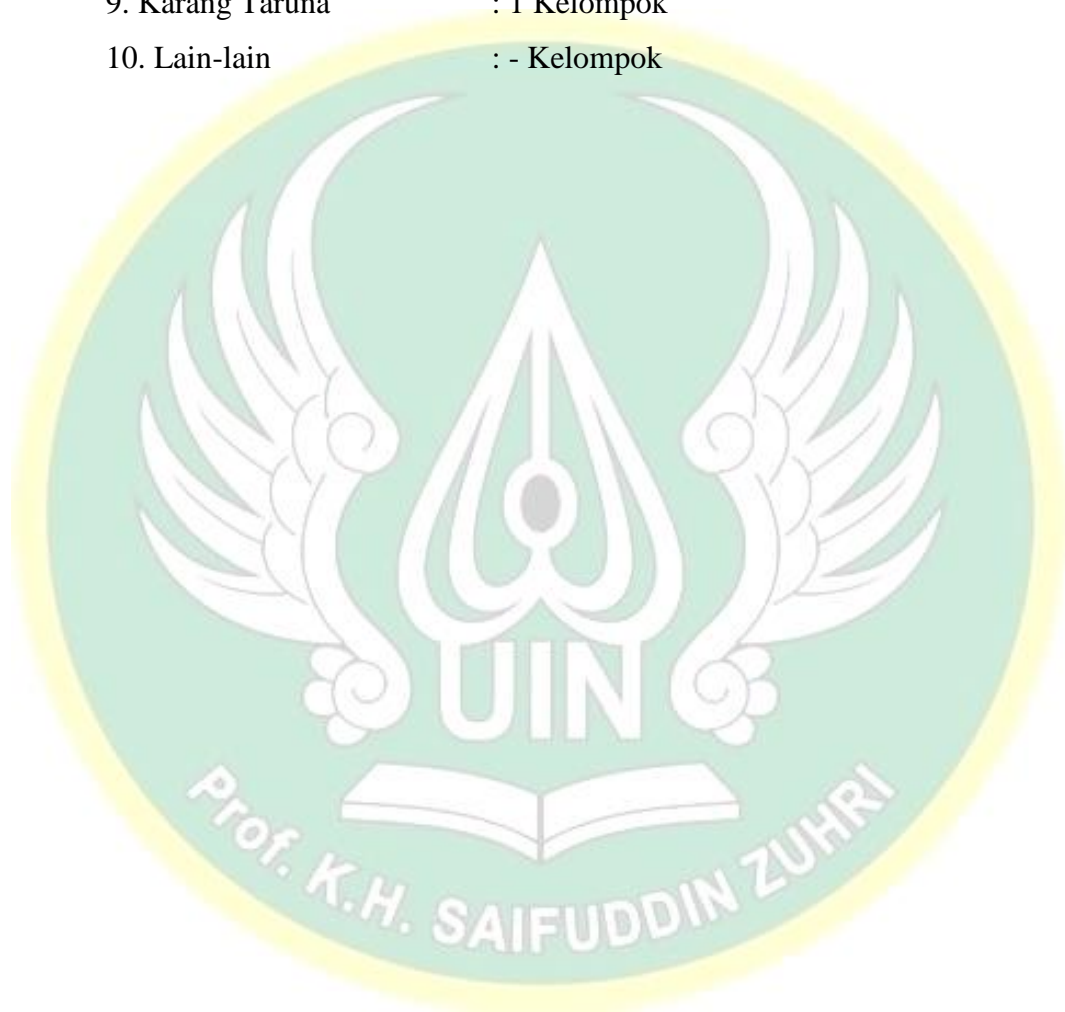 9. Karang Taruna : 1 Kelompok
10. Lain-lain : - Kelompok
UIN
Prof. K.H. SAIFUDDIN ZUHRI